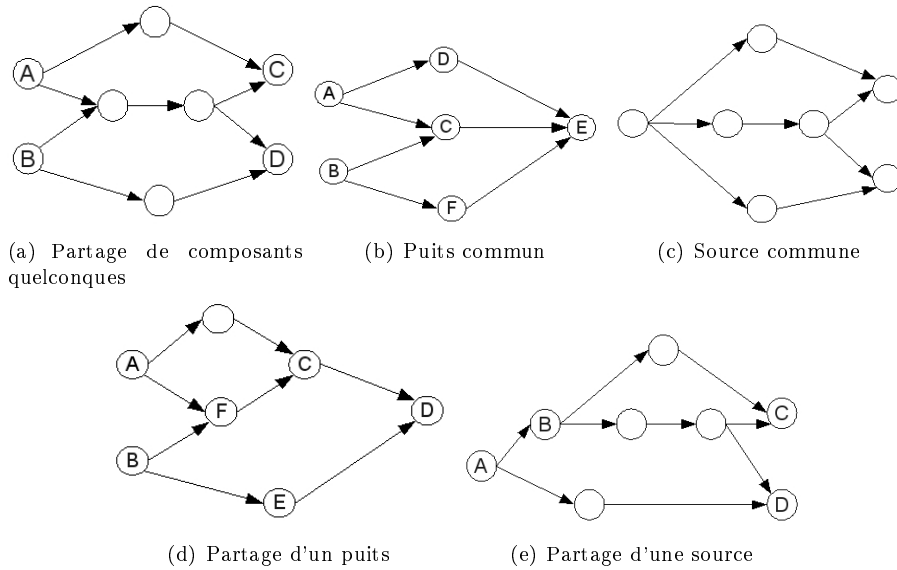 A
B
C
D
A
B
D
C
F
E
(a) Partage de composants
quelconques
(b) Puits commun
(c) Source commune
A
B
F
C
E
D
A
B
C
D
(d) Partage d'un puits
(e) Partage d'une source